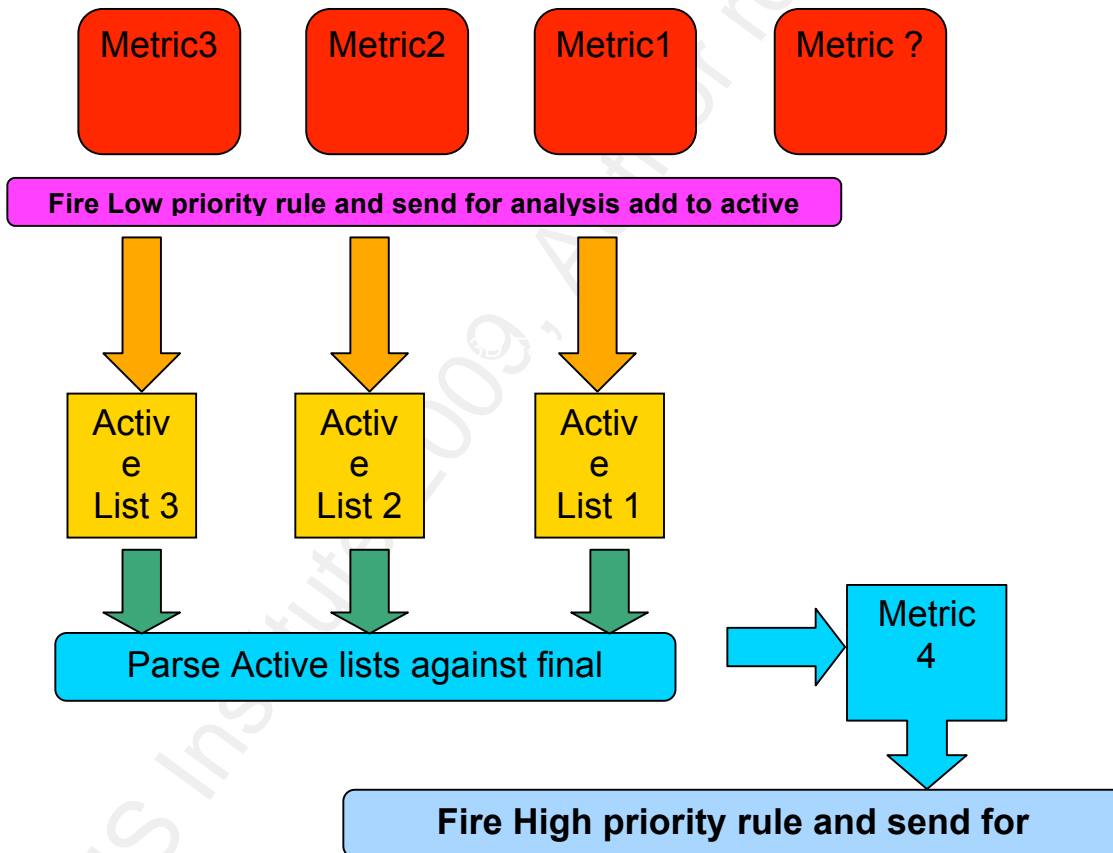 Metric3 Metric2 Metric1 Metric ?
Fire Low priority rule and send for analysis add to active
Activ
e
List 3
Activ
e
List 2
Activ
e
List 1
Parse Active lists against final
Metric
4
Fire High priority rule and send for
Institute 2009,